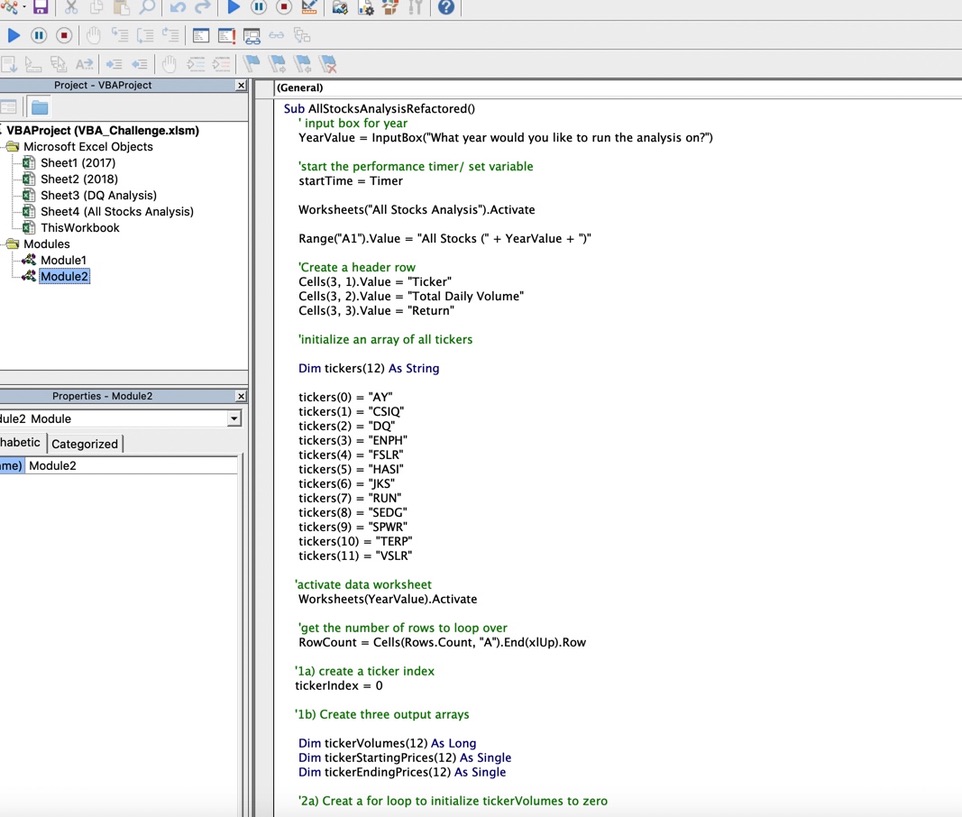 Project - VBAProject
VBAProject (VBA_Challenge.xlsm)
Microsoft Excel Objects
Sheet1 (2017)
Sheet2 (2018)
Sheet3 (DQ Analysis)
Sheet4 (All Stocks Analysis)
ThisWorkbook
Modules
Module1
Module2
Properties - Module2
dule2 Module
habetic
Categorized
me) Module2
(General)
Sub AllStocksAnalysisRefactored()
' input box for year
YearValue = InputBox("What year would you like to run the analysis on?")
'start the performance timer/ set variable
startTime = Timer
Worksheets("All Stocks Analysis").Activate
Range("A1").Value = "All Stocks (" + YearValue + ")"
'Create a header row
Cells(3, 1).Value = "Ticker"
Cells(3, 2).Value = "Total Daily Volume"
Cells(3, 3).Value = "Return"
'initialize an array of all tickers
Dim tickers(12) As String
tickers(0) = "AY"
tickers(1) = "CSIQ"
tickers(2) = "DQ"
tickers(3) = "ENPH"
tickers(4) = "FSLR"
tickers(5) = "HASI"
tickers(6) = "JKS"
tickers(7) = "RUN"
tickers(8) = "SEDG"
tickers(9) = "SPWR"
tickers(10) = "TERP"
tickers(11) = "VSLR"
'activate data worksheet
Worksheets(YearValue).Activate
'get the number of rows to loop over
RowCount = Cells(Rows.Count, "A").End(xlUp).Row
'1a) create a ticker index
tickerIndex = 0
'1b) Create three output arrays
Dim tickerVolumes(12) As Long
Dim tickerStartingPrices(12) As Single
Dim tickerEndingPrices(12) As Single
'2a) Creat a for loop to initialize tickerVolumes to zero